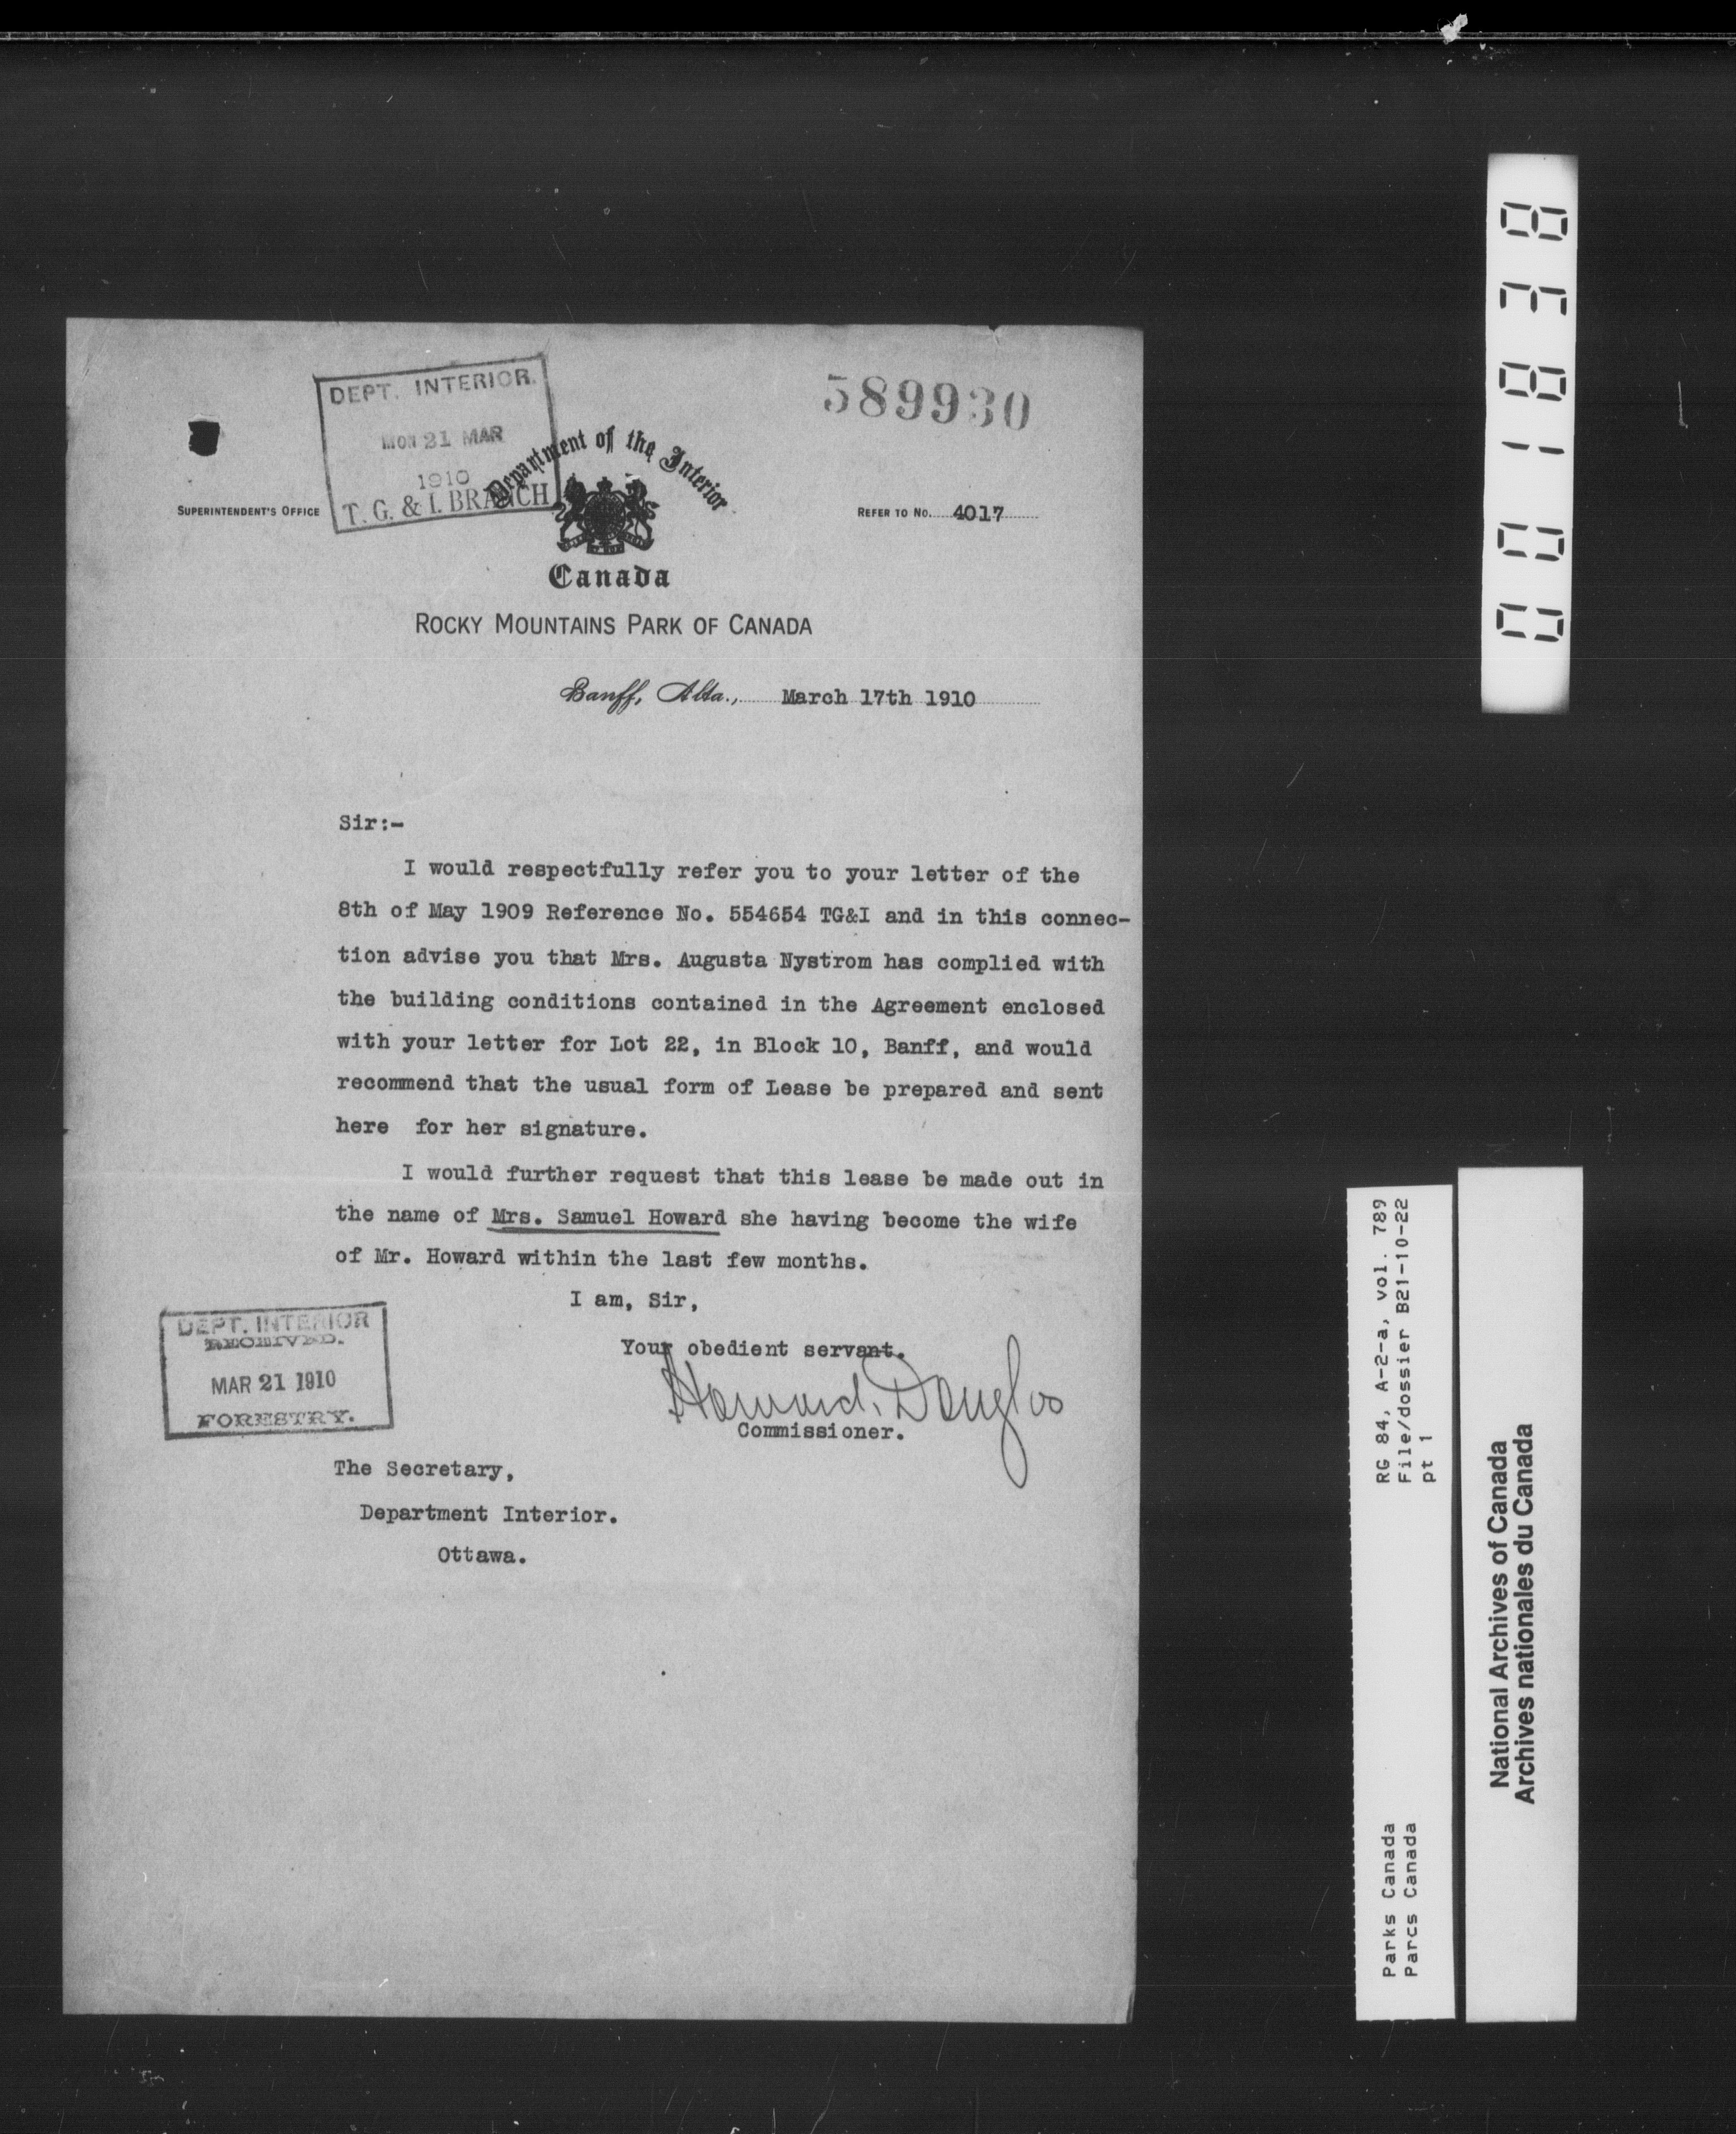 DEPT. INTERIOR.
MON 21 MAR
1910
T. G. & I. BRANCH
589930
Department of the Interior
SUPERINTENDENT'S OFFICE
REFER TO No. 4017
Canada
ROCKY MOUNTAINS PARK OF CANADA
Banff, Alta., March 17th 1910
Sir:-
I would respectfully refer you to your letter of the
8th of May 1909 Reference No. 554654 TG&I and in this connec-
tion advise you that Mrs. Augusta Nystrom has complied with
the building conditions contained in the Agreement enclosed
with your letter for Lot 22, in Block 10, Banff, and would
recommend that the usual form of Lease be prepared and sent
here for her signature.
I would further request that this lease be made out in
the name of Mrs. Samuel Howard she having become the wife
of Mr. Howard within the last few months.
I am, Sir,
Your obedient servant.
Howard Douglas
Commissioner.
DEPT. INTERIOR
RECEIVED.
MAR 21 1910
FORESTRY.
The Secretary,
Department Interior.
Ottawa.
001838
RG 84, A-2-a, vol. 789
File/dossier B21-10-22
pt 1
Parks Canada
Parcs Canada
National Archives of Canada
Archives nationales du Canada